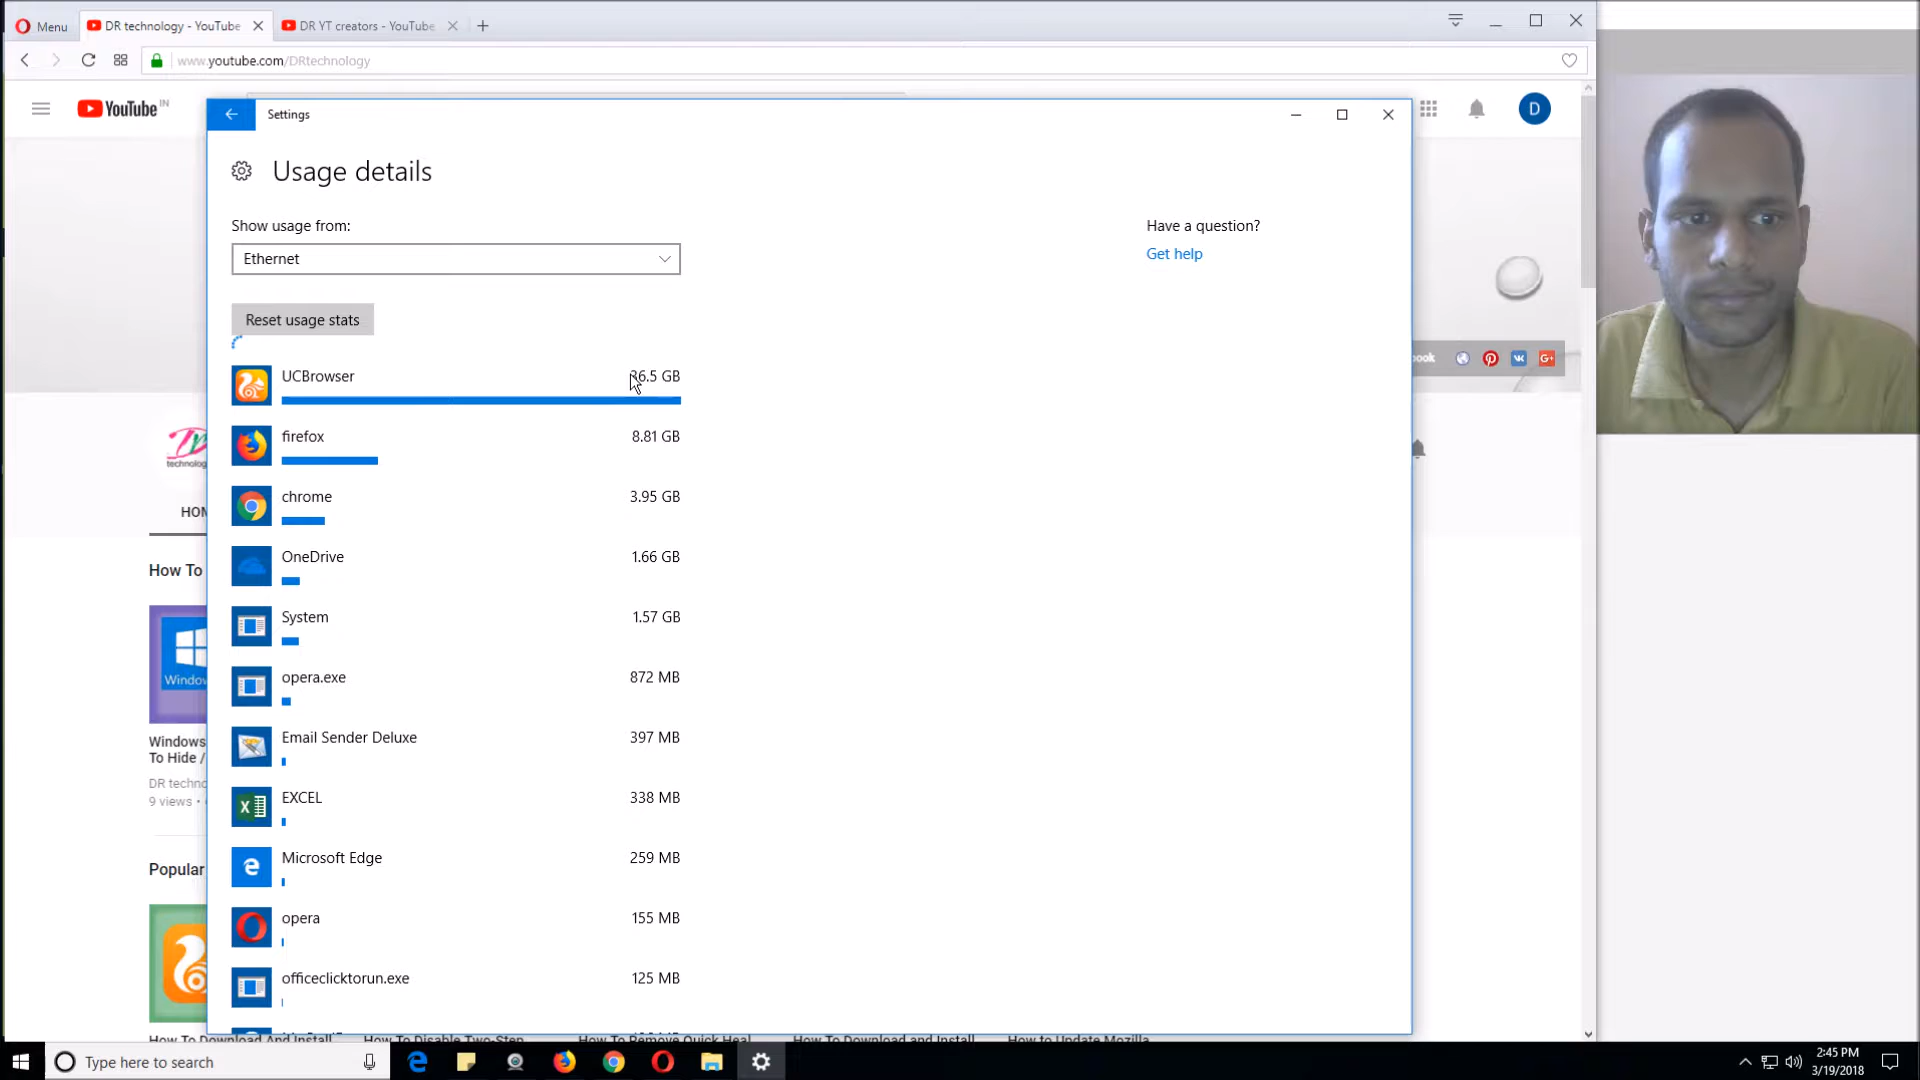 Menu
DR technology - YouTube
DR YT creators - YouTube
www.youtube.com/DRtechnology
YouTube IN
D
Settings
Usage details
Show usage from:
Ethernet
Have a question?
Get help
Reset usage stats
UCBrowser 36.5 GB
firefox 8.81 GB
chrome 3.95 GB
OneDrive 1.66 GB
System 1.57 GB
opera.exe 872 MB
Email Sender Deluxe 397 MB
EXCEL 338 MB
Microsoft Edge 259 MB
opera 155 MB
officeclicktorun.exe 125 MB
book
technology
HOM
How To
Window
Windows
To Hide /
DR techno
9 views •
Popular
How To Download And Install
How To Disable Two-Step
How To Remove Quick Heal
How To Download and Install
How to Update Mozilla
Type here to search
2:45 PM
3/19/2018